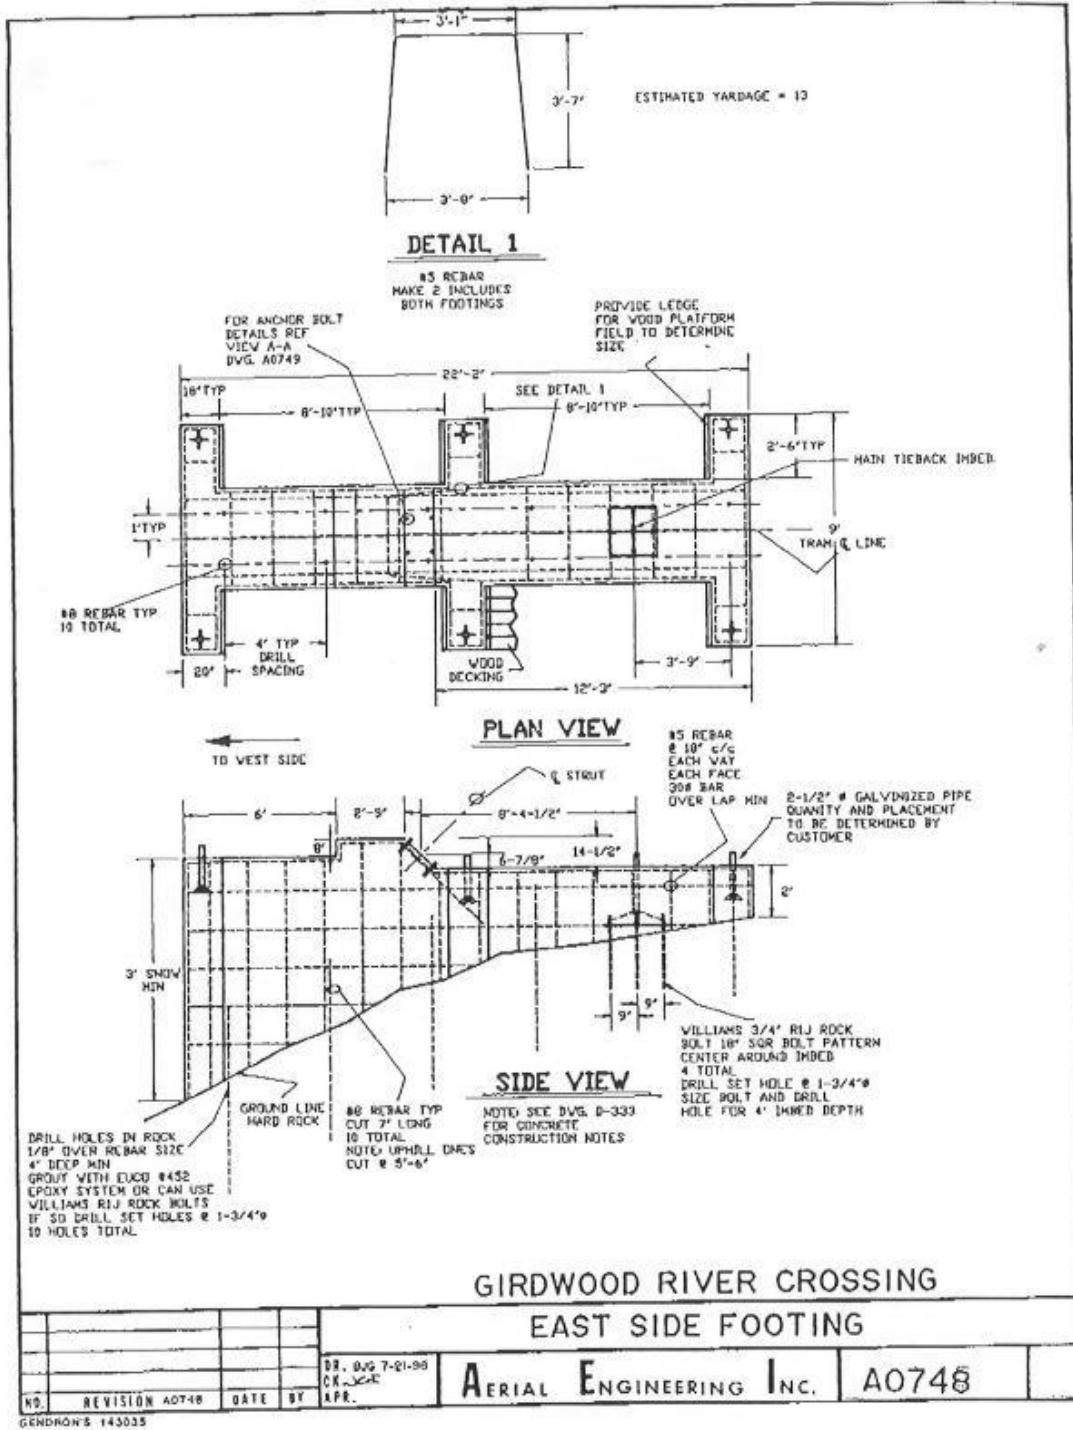 3'-1"
3'-7"
ESTIMATED YARDAGE = 13
3'-8"
DETAIL 1
#5 REBAR
MAKE 2 INCLUDES
BOTH FOOTINGS
FOR ANCHOR BOLT
DETAILS REF
VIEW A-A
DWG. A0749
PROVIDE LEDGE
FOR WOOD PLATFORM
FIELD TO DETERMINE
SIZE
22'-2"
18"TYP
8'-10"TYP
SEE DETAIL 1
8'-10"TYP
2'-6"TYP
MAIN TIEBACK IMBED.
1'TYP
9'
TRAM ℄ LINE
#8 REBAR TYP
10 TOTAL
4' TYP
DRILL
SPACING
20"
WOOD
DECKING
3'-9"
12'-3"
PLAN VIEW
TO WEST SIDE
℄ STRUT
#5 REBAR
@ 18" c/c
EACH WAY
EACH FACE
30# BAR
OVER LAP MIN
2-1/2" ø GALVINIZED PIPE
QUANITY AND PLACEMENT
TO BE DETERMINED BY
CUSTOMER
6'
2'-9"
8'-4-1/2"
8"
6-7/8"
14-1/2"
2'
3' SNOW
MIN
9"
9"
WILLIAMS 3/4" R1J ROCK
BOLT 18" SQR BOLT PATTERN
CENTER AROUND IMBED
4 TOTAL
DRILL SET HOLE @ 1-3/4"ø
SIZE BOLT AND DRILL
HOLE FOR 4' IMBED DEPTH
SIDE VIEW
NOTE: SEE DWG. D-333
FOR CONCRETE
CONSTRUCTION NOTES
GROUND LINE
HARD ROCK
#8 REBAR TYP
CUT 7' LONG
10 TOTAL
NOTE: UPHILL ONES
CUT @ 5'-6"
DRILL HOLES IN ROCK
1/8" OVER REBAR SIZE
4' DEEP MIN
GROUT WITH EUCO #452
EPOXY SYSTEM OR CAN USE
WILLIAMS R1J ROCK BOLTS
IF SO DRILL SET HOLES @ 1-3/4"ø
10 HOLES TOTAL
GIRDWOOD RIVER CROSSING
EAST SIDE FOOTING
DR. BJG 7-21-98
CK.
APR.
AERIAL ENGINEERING INC.
A0748
NO. REVISION A0748 DATE BY
GENDRON'S 143035